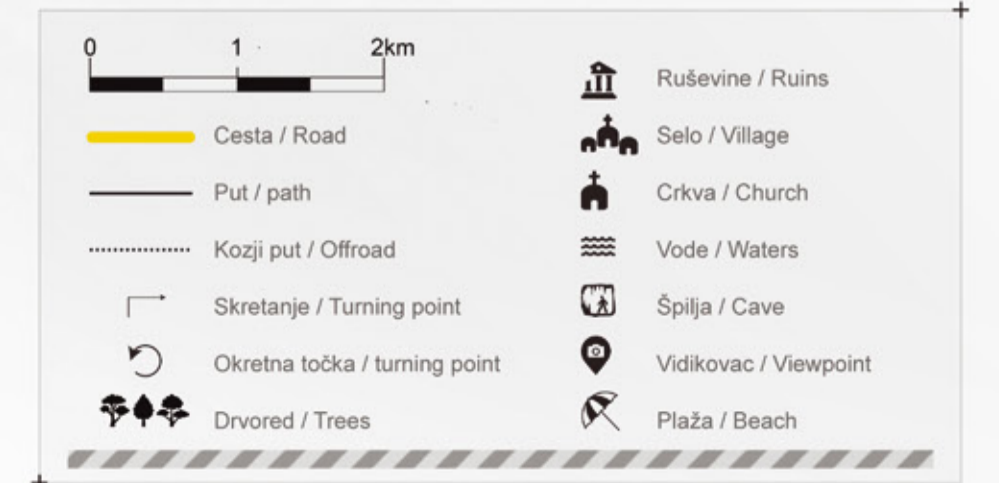 0 1 2km
Cesta / Road
Put / path
Kozji put / Offroad
Skretanje / Turning point
Okretna točka / turning point
Drvored / Trees
Ruševine / Ruins
Selo / Village
Crkva / Church
Vode / Waters
Špilja / Cave
Vidikovac / Viewpoint
Plaža / Beach